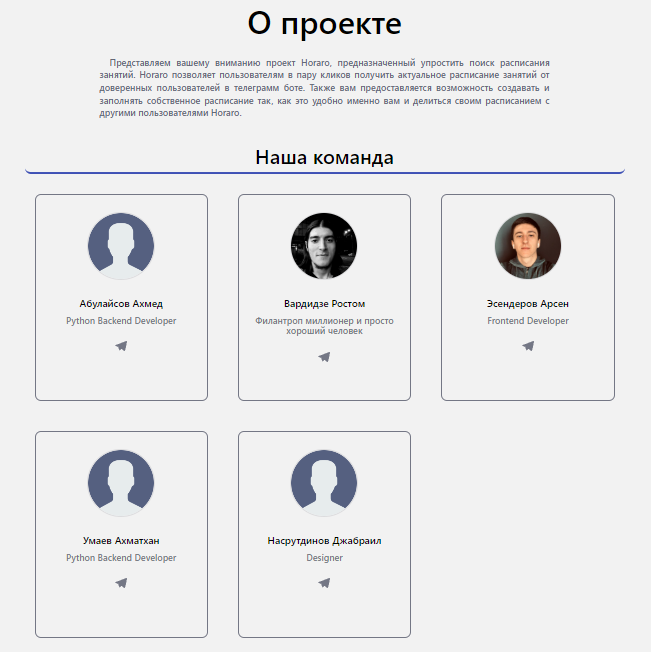 О проекте
Представляем вашему вниманию проект Horaro, предназначенный упростить поиск расписания
занятий. Horaro позволяет пользователям в пару кликов получить актуальное расписание занятий от
доверенных пользователей в телеграмм боте. Также вам предоставляется возможность создавать и
заполнять собственное расписание так, как это удобно именно вам и делиться своим расписанием с
другими пользователями Horaro.
Наша команда
Абулайсов Ахмед
Python Backend Developer
Вардидзе Ростом
Филантроп миллионер и просто
хороший человек
Эсендеров Арсен
Frontend Developer
Умаев Ахматхан
Python Backend Developer
Насрутдинов Джабраил
Designer